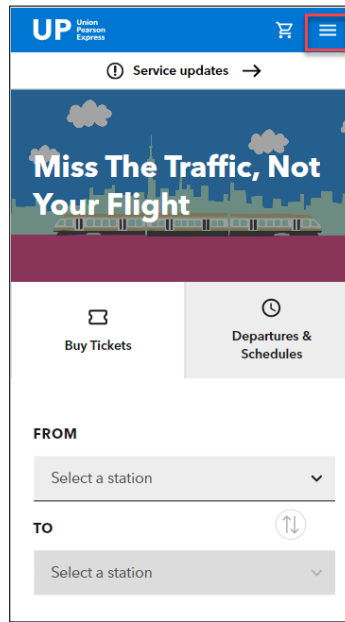 UP Union
Pearson
Express
Service updates
Miss The Traffic, Not
Your Flight
Buy Tickets
Departures &
Schedules
FROM
Select a station
TO
Select a station